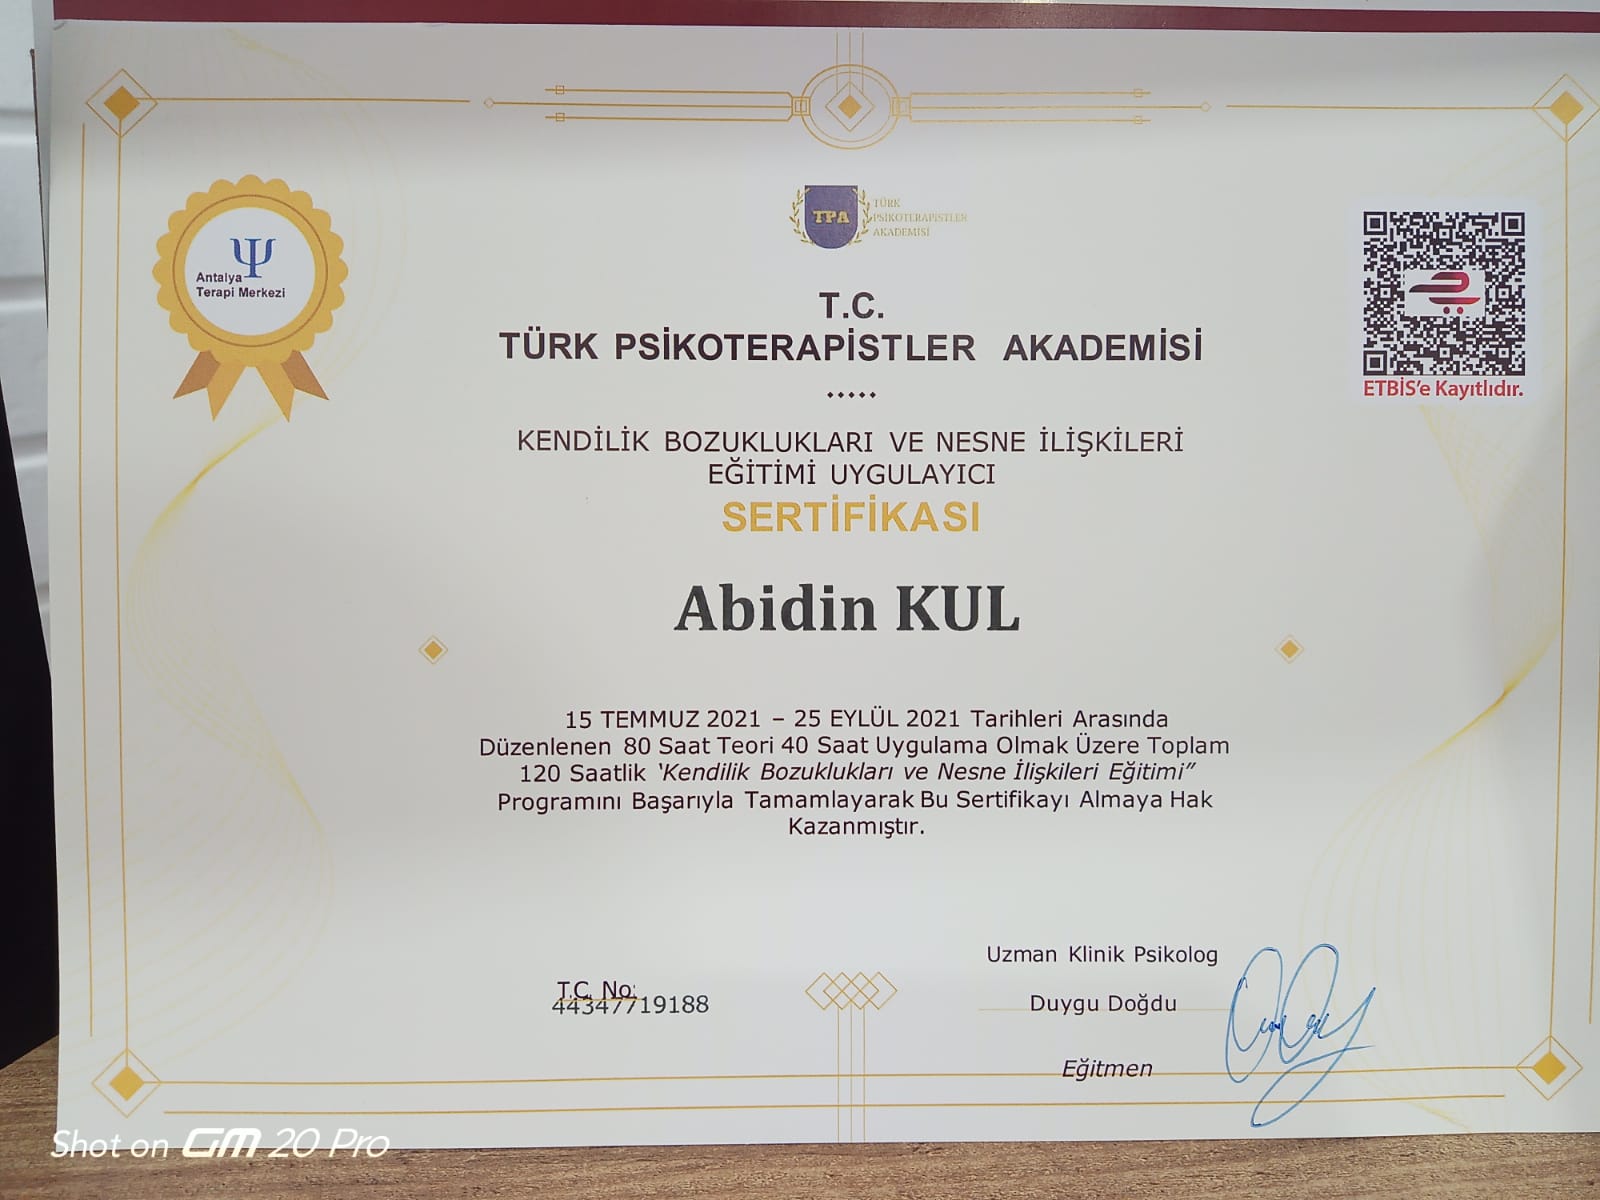 TPA
TÜRK
PSİKOTERAPİSTLER
AKADEMİSİ
Antalya
Terapi Merkezi
ETBİS'e Kayıtlıdır.
T.C.
TÜRK PSİKOTERAPİSTLER AKADEMİSİ
KENDİLİK BOZUKLUKLARI VE NESNE İLİŞKİLERİ
EĞİTİMİ UYGULAYICI
SERTİFİKASI
Abidin KUL
15 TEMMUZ 2021 – 25 EYLÜL 2021 Tarihleri Arasında
Düzenlenen 80 Saat Teori 40 Saat Uygulama Olmak Üzere Toplam
120 Saatlik 'Kendilik Bozuklukları ve Nesne İlişkileri Eğitimi”
Programını Başarıyla Tamamlayarak Bu Sertifikayı Almaya Hak
Kazanmıştır.
T.C. No:
44347719188
Uzman Klinik Psikolog
Duygu Doğdu
Eğitmen
Shot on GM 20 Pro